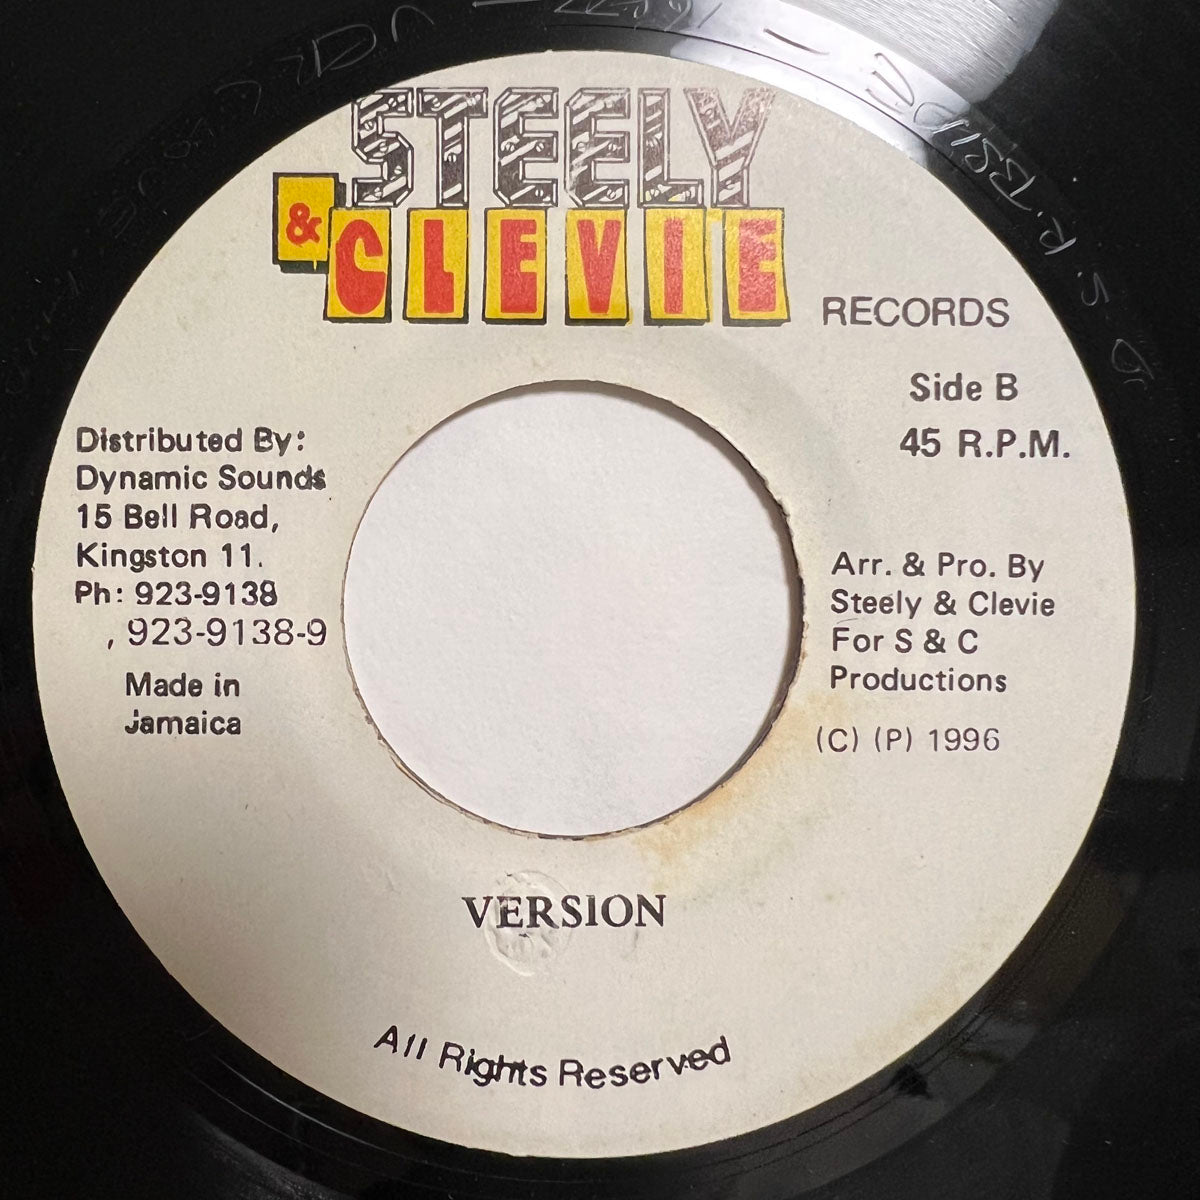 STEELY
& CLEVIE
RECORDS
Side B
45 R.P.M.
Distributed By:
Dynamic Sounds
15 Bell Road,
Kingston 11.
Ph: 923-9138
, 923-9138-9
Made in
Jamaica
Arr. & Pro. By
Steely & Clevie
For S & C
Productions
(C) (P) 1996
VERSION
All Rights Reserved